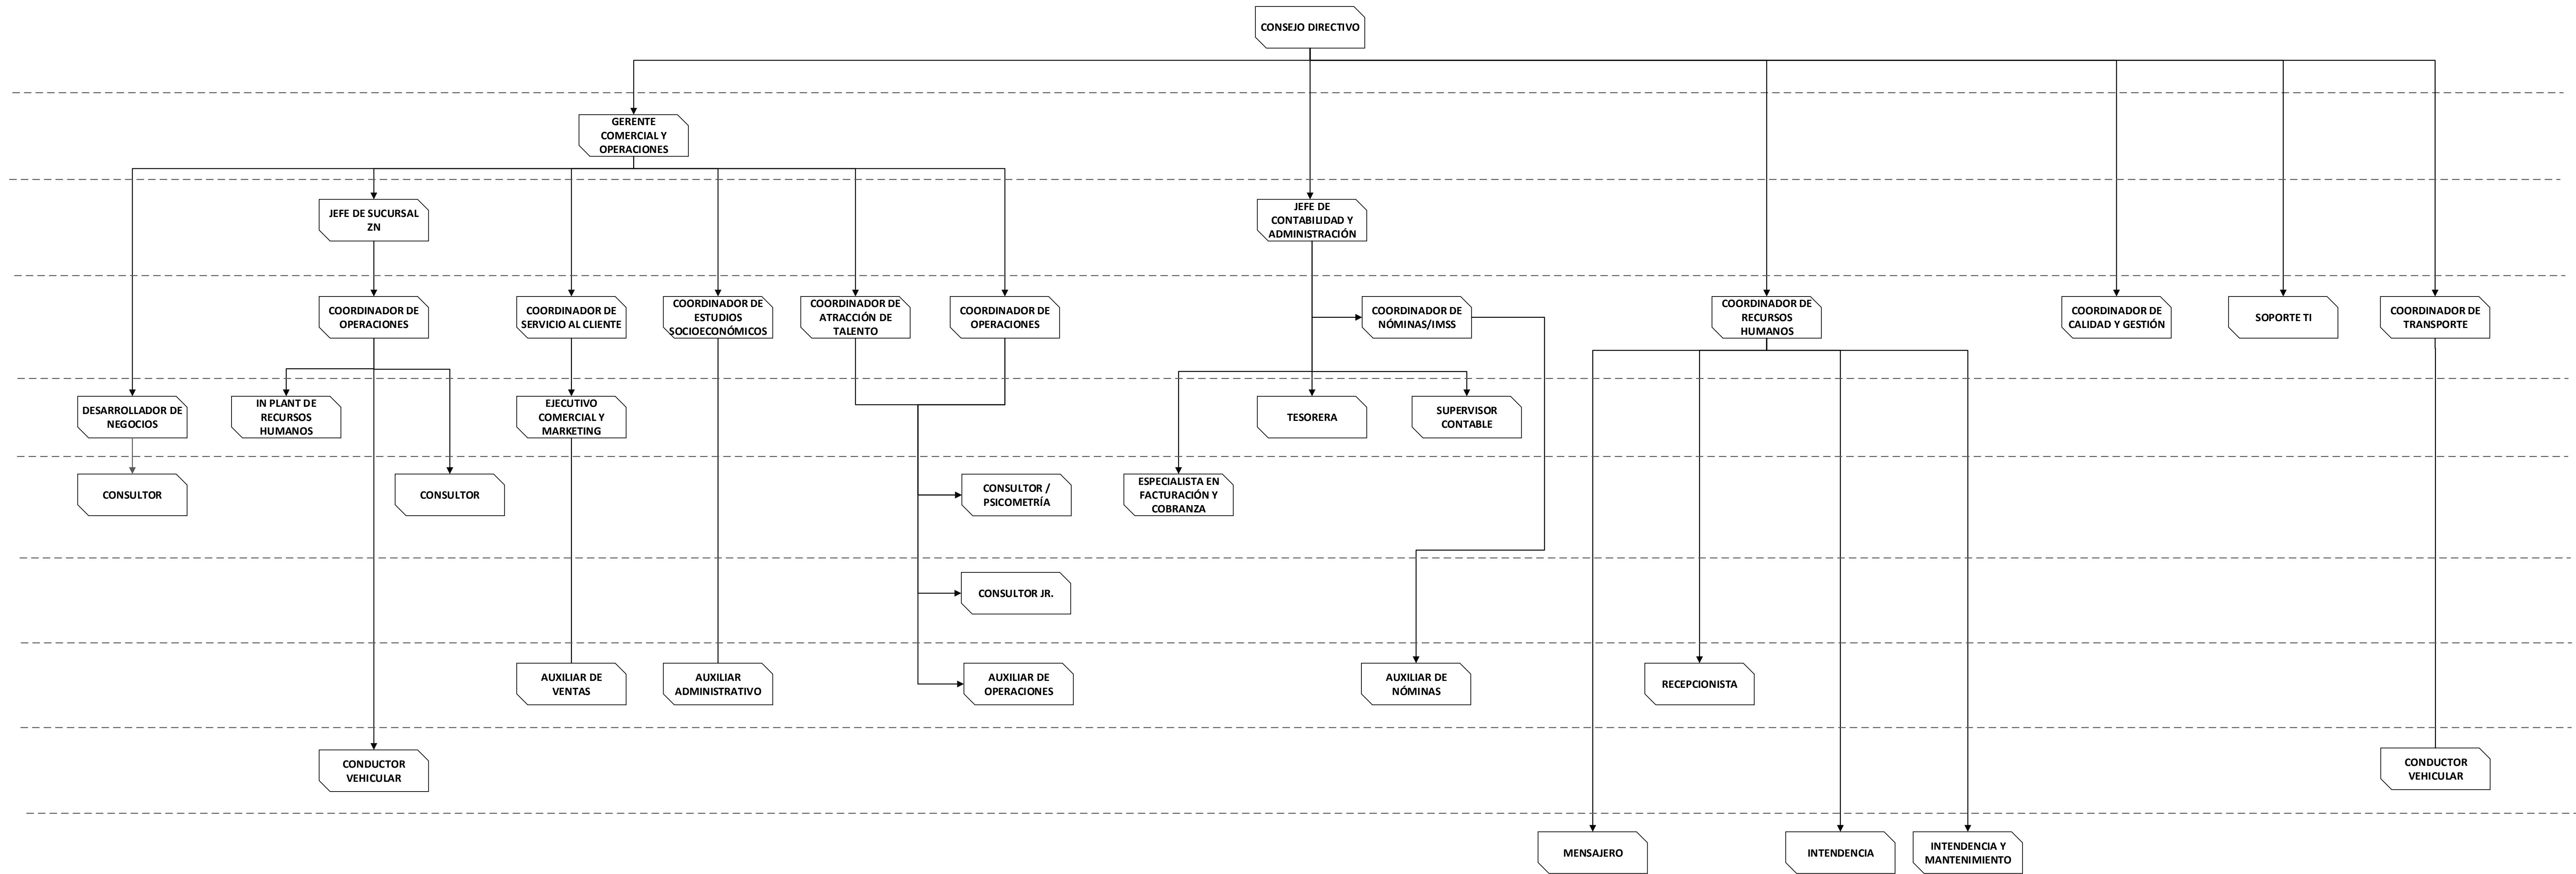 CONSEJO DIRECTIVO
GERENTE
COMERCIAL Y
OPERACIONES
JEFE DE SUCURSAL
ZN
JEFE DE
CONTABILIDAD Y
ADMINISTRACIÓN
COORDINADOR DE
OPERACIONES
COORDINADOR DE
SERVICIO AL CLIENTE
COORDINADOR DE
ESTUDIOS
SOCIOECONÓMICOS
COORDINADOR DE
ATRACCIÓN DE
TALENTO
COORDINADOR DE
OPERACIONES
COORDINADOR DE
NÓMINAS/IMSS
COORDINADOR DE
RECURSOS
HUMANOS
COORDINADOR DE
CALIDAD Y GESTIÓN
SOPORTE TI
COORDINADOR DE
TRANSPORTE
DESARROLLADOR DE
NEGOCIOS
IN PLANT DE
RECURSOS
HUMANOS
EJECUTIVO
COMERCIAL Y
MARKETING
TESORERA
SUPERVISOR
CONTABLE
CONSULTOR
CONSULTOR
CONSULTOR /
PSICOMETRÍA
ESPECIALISTA EN
FACTURACIÓN Y
COBRANZA
CONSULTOR JR.
AUXILIAR DE
VENTAS
AUXILIAR
ADMINISTRATIVO
AUXILIAR DE
OPERACIONES
AUXILIAR DE
NÓMINAS
RECEPCIONISTA
CONDUCTOR
VEHICULAR
CONDUCTOR
VEHICULAR
MENSAJERO
INTENDENCIA
INTENDENCIA Y
MANTENIMIENTO